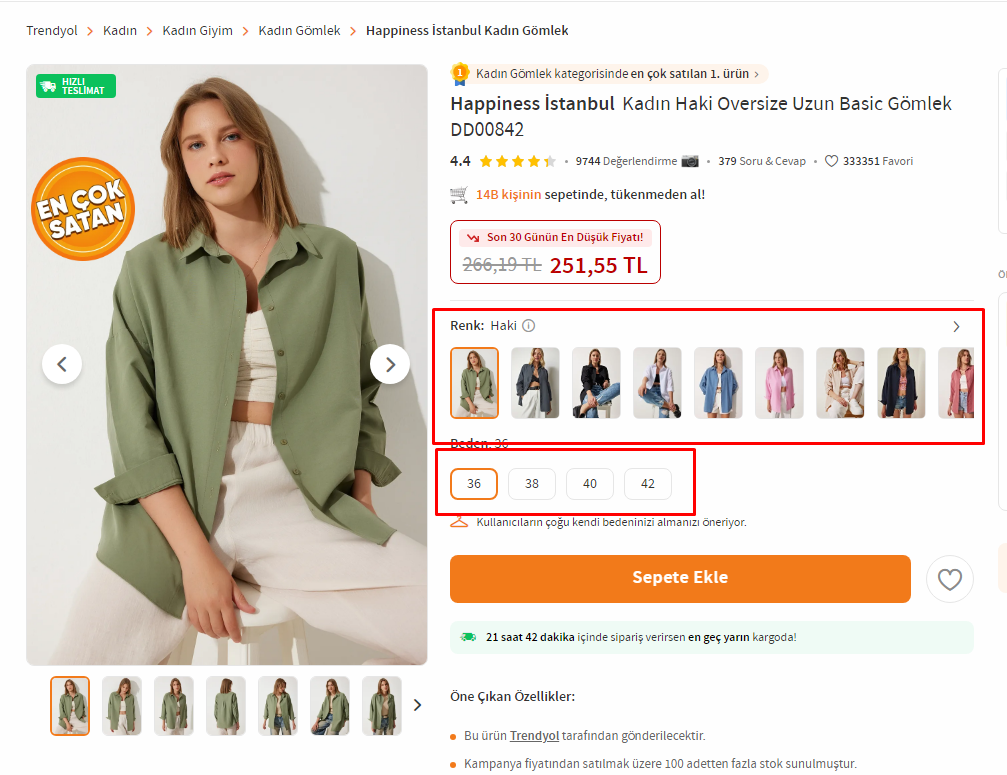 Trendyol > Kadın > Kadın Giyim > Kadın Gömlek > Happiness İstanbul Kadın Gömlek
HIZLI
TESLİMAT
EN ÇOK
SATAN
1 Kadın Gömlek kategorisinde en çok satılan 1. ürün >
Happiness İstanbul Kadın Haki Oversize Uzun Basic Gömlek
DD00842
4.4 • 9744 Değerlendirme • 379 Soru & Cevap • 333351 Favori
14B kişinin sepetinde, tükenmeden al!
Son 30 Günün En Düşük Fiyatı!
266,19 TL 251,55 TL
Renk: Haki
Beden: 36
36 38 40 42
Kullanıcıların çoğu kendi bedeninizi almanızı öneriyor.
Sepete Ekle
21 saat 42 dakika içinde sipariş verirsen en geç yarın kargoda!
Öne Çıkan Özellikler:
Bu ürün Trendyol tarafından gönderilecektir.
Kampanya fiyatından satılmak üzere 100 adetten fazla stok sunulmuştur.